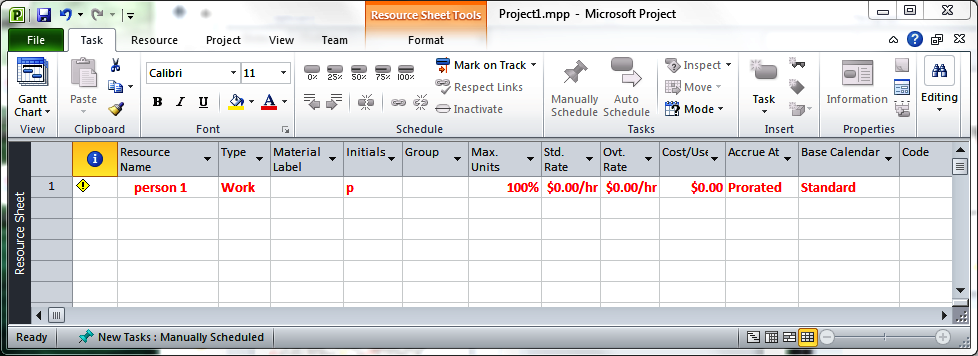 Resource Sheet Tools
Project1.mpp - Microsoft Project
File Task Resource Project View Team Format
Gantt Chart
View
Paste
Clipboard
Calibri 11
B I U A
Font
0% 25% 50% 75% 100%
Mark on Track
Respect Links
Inactivate
Schedule
Manually Schedule
Auto Schedule
Inspect
Move
Mode
Tasks
Task
Insert
Information
Properties
Editing
Resource Name Type Material Label Initials Group Max. Units Std. Rate Ovt. Rate Cost/Use Accrue At Base Calendar Code
1 person 1 Work p 100% $0.00/hr $0.00/hr $0.00 Prorated Standard
Resource Sheet
Ready New Tasks : Manually Scheduled